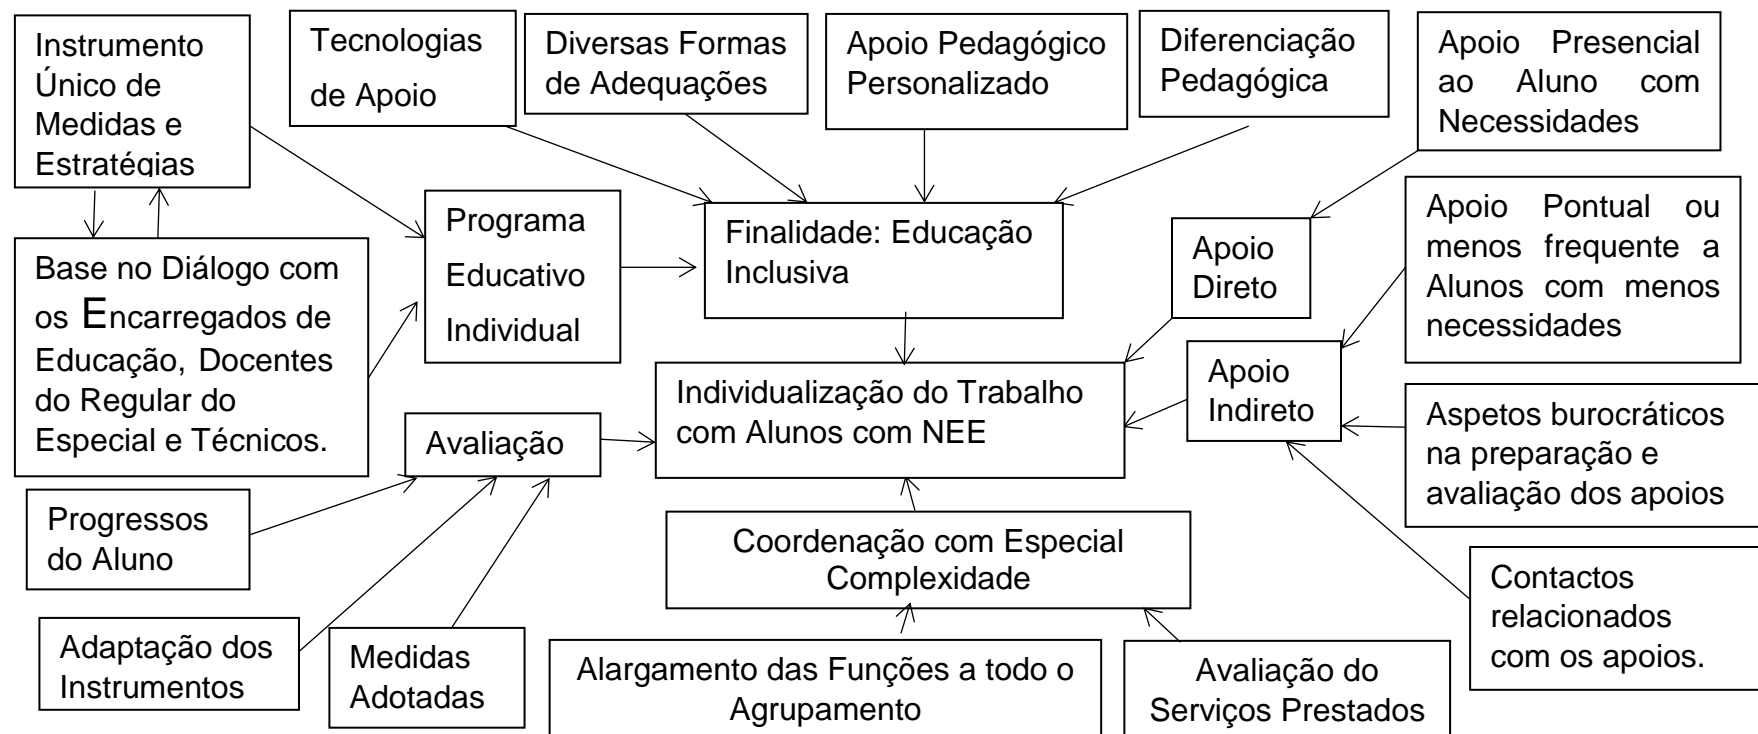 Instrumento
Único de
Medidas e
Estratégias
Tecnologias
de Apoio
Diversas Formas
de Adequações
Apoio Pedagógico
Personalizado
Diferenciação
Pedagógica
Apoio Presencial
ao Aluno com
Necessidades
Programa
Educativo
Individual
Finalidade: Educação
Inclusiva
Apoio
Direto
Apoio Pontual ou
menos frequente a
Alunos com menos
necessidades
Base no Diálogo com
os Encarregados de
Educação, Docentes
do Regular do
Especial e Técnicos.
Avaliação
Individualização do Trabalho
com Alunos com NEE
Apoio
Indireto
Aspetos burocráticos
na preparação e
avaliação dos apoios
Progressos
do Aluno
Coordenação com Especial
Complexidade
Contactos
relacionados
com os apoios.
Adaptação dos
Instrumentos
Medidas
Adotadas
Alargamento das Funções a todo o
Agrupamento
Avaliação do
Serviços Prestados